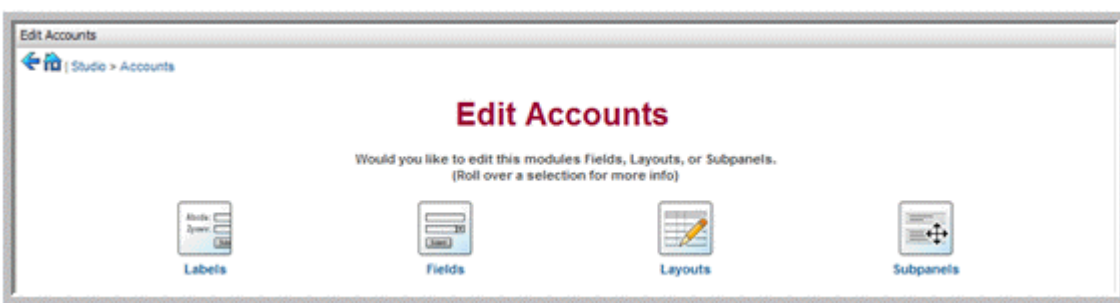 Edit Accounts
| Studio > Accounts
Edit Accounts
Would you like to edit this modules Fields, Layouts, or Subpanels.
(Roll over a selection for more info)
Labels Fields Layouts Subpanels